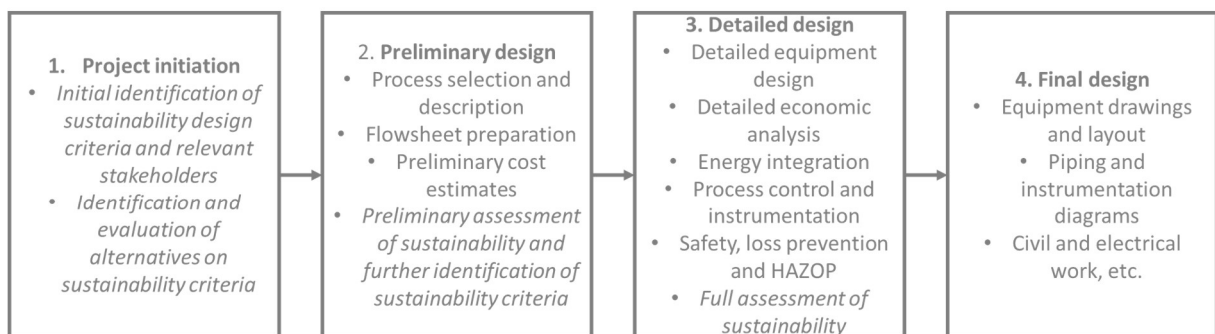 1. Project initiation
• Initial identification of
sustainability design
criteria and relevant
stakeholders
• Identification and
evaluation of
alternatives on
sustainability criteria
2. Preliminary design
• Process selection and
description
• Flowsheet preparation
• Preliminary cost
estimates
• Preliminary assessment
of sustainability and
further identification of
sustainability criteria
3. Detailed design
• Detailed equipment
design
• Detailed economic
analysis
• Energy integration
• Process control and
instrumentation
• Safety, loss prevention
and HAZOP
• Full assessment of
sustainability
4. Final design
• Equipment drawings
and layout
• Piping and
instrumentation
diagrams
• Civil and electrical
work, etc.